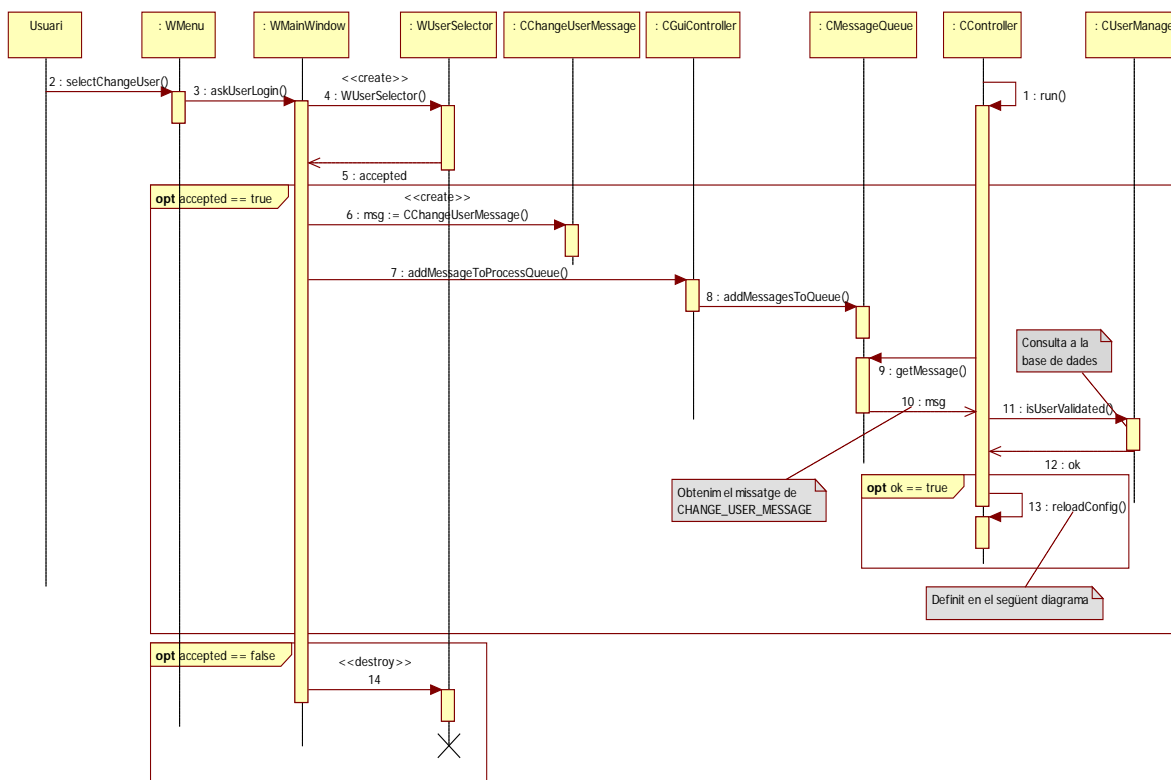 Usuari
: WMenu
: WMainWindow
: WUserSelector
: CChangeUserMessage
: CGuiController
: CMessageQueue
: CController
: CUserManage
2 : selectChangeUser()
3 : askUserLogin()
<<create>>
4 : WUserSelector()
1 : run()
5 : accepted
opt accepted == true
<<create>>
6 : msg := CChangeUserMessage()
7 : addMessageToProcessQueue()
8 : addMessagesToQueue()
Consulta a la
base de dades
9 : getMessage()
10 : msg
11 : isUserValidated()
12 : ok
Obtenim el missatge de
CHANGE_USER_MESSAGE
opt ok == true
13 : reloadConfig()
Definit en el següent diagrama
opt accepted == false
<<destroy>>
14